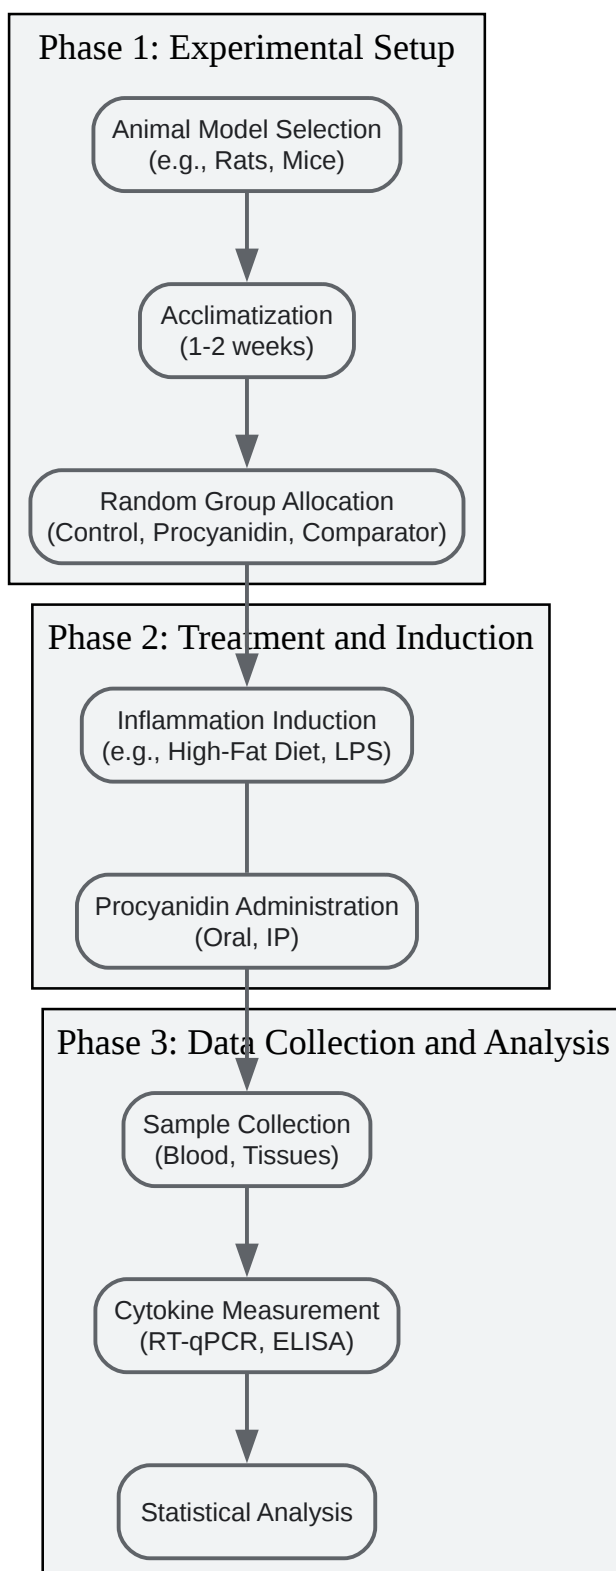 Phase 1: Experimental Setup
Animal Model Selection
(e.g., Rats, Mice)
Acclimatization
(1-2 weeks)
Random Group Allocation
(Control, Procyanidin, Comparator)
Phase 2: Treatment and Induction
Inflammation Induction
(e.g., High-Fat Diet, LPS)
Procyanidin Administration
(Oral, IP)
Phase 3: Data Collection and Analysis
Sample Collection
(Blood, Tissues)
Cytokine Measurement
(RT-qPCR, ELISA)
Statistical Analysis